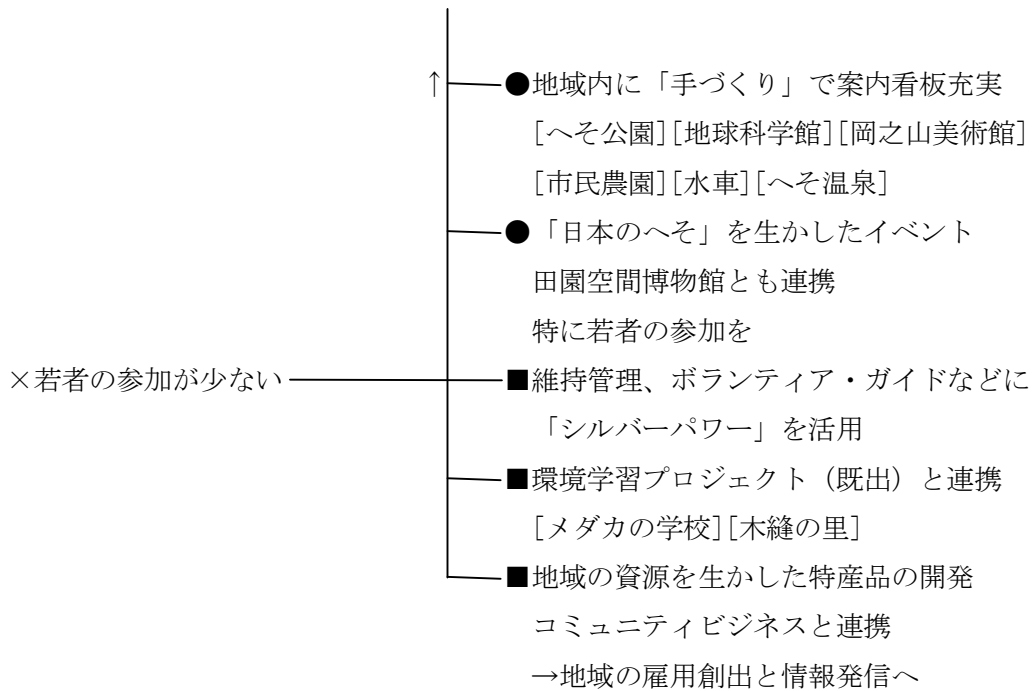 ↑ ●地域内に「手づくり」で案内看板充実
[へそ公園][地球科学館][岡之山美術館]
[市民農園][水車][へそ温泉]
●「日本のへそ」を生かしたイベント
田園空間博物館とも連携
特に若者の参加を
×若者の参加が少ない ■維持管理、ボランティア・ガイドなどに
「シルバーパワー」を活用
■環境学習プロジェクト（既出）と連携
[メダカの学校][木縫の里]
■地域の資源を生かした特産品の開発
コミュニティビジネスと連携
→地域の雇用創出と情報発信へ